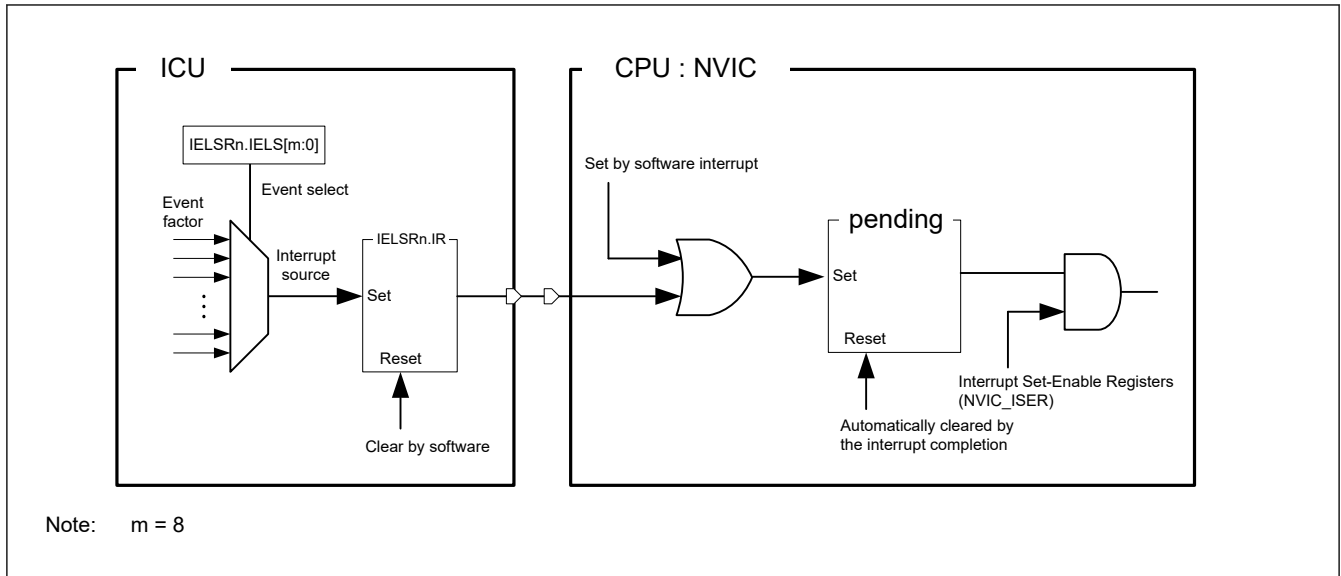 ICU
CPU : NVIC
IELSRn.IELS[m:0]
Event select
Event
factor
Interrupt
source
IELSRn.IR
Set
Reset
Clear by software
Set by software interrupt
pending
Set
Reset
Automatically cleared by
the interrupt completion
Interrupt Set-Enable Registers
(NVIC_ISER)
Note: m = 8